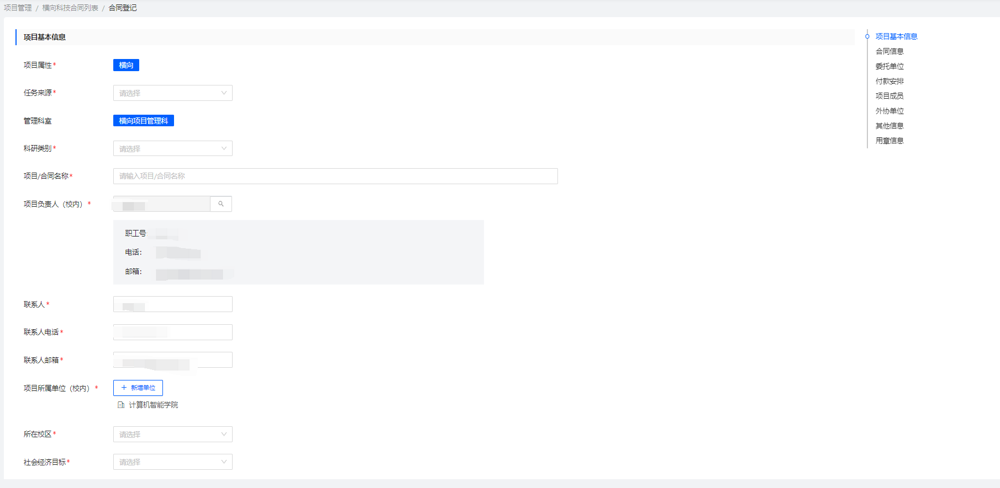 项目管理 / 横向科技合同列表 / 合同登记
项目基本信息
项目属性* 横向
任务来源* 请选择
管理科室 横向项目管理科
科研类别* 请选择
项目/合同名称* 请输入项目/合同名称
项目负责人（校内）*
职工号
电话：
邮箱：
联系人*
联系人电话*
联系人邮箱*
项目所属单位（校内）* + 新增单位
计算机智能学院
所在校区* 请选择
社会经济目标* 请选择
项目基本信息
合同信息
委托单位
付款安排
项目成员
外协单位
其他信息
用章信息